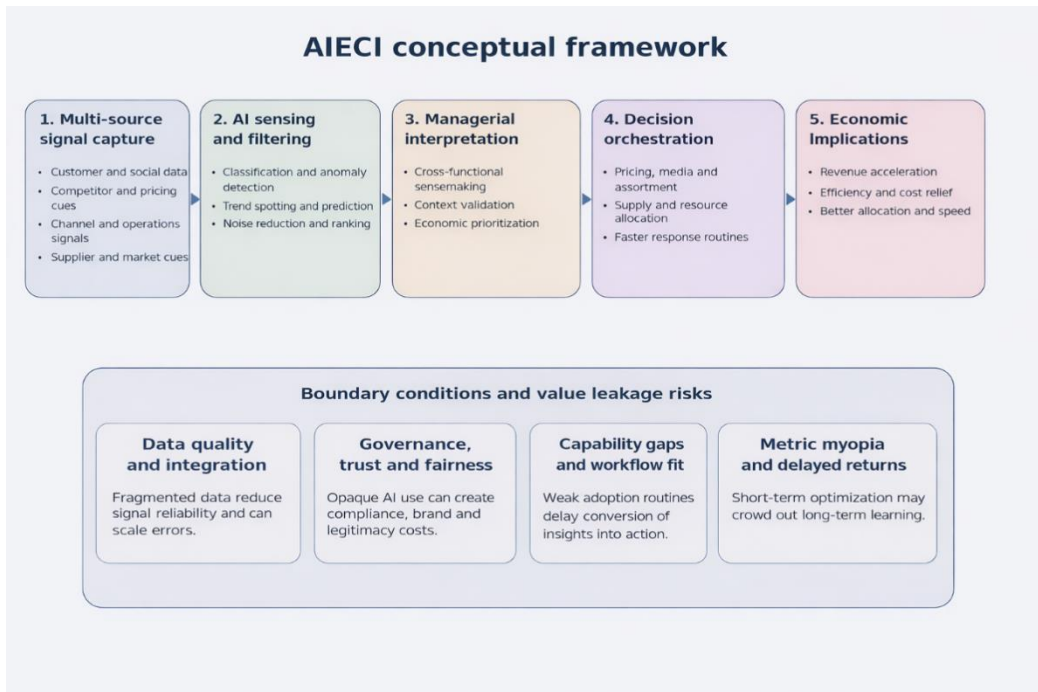 AIECI conceptual framework
1. Multi-source
signal capture
• Customer and social data
• Competitor and pricing
cues
• Channel and operations
signals
• Supplier and market cues
2. AI sensing
and filtering
• Classification and anomaly
detection
• Trend spotting and prediction
• Noise reduction and ranking
3. Managerial
interpretation
• Cross-functional
sensemaking
• Context validation
• Economic prioritization
4. Decision
orchestration
• Pricing, media and
assortment
• Supply and resource
allocation
• Faster response routines
5. Economic
Implications
• Revenue acceleration
• Efficiency and cost relief
• Better allocation and speed
Boundary conditions and value leakage risks
Data quality
and integration
Fragmented data reduce
signal reliability and can
scale errors.
Governance,
trust and fairness
Opaque AI use can create
compliance, brand and
legitimacy costs.
Capability gaps
and workflow fit
Weak adoption routines
delay conversion of
insights into action.
Metric myopia
and delayed returns
Short-term optimization may
crowd out long-term learning.